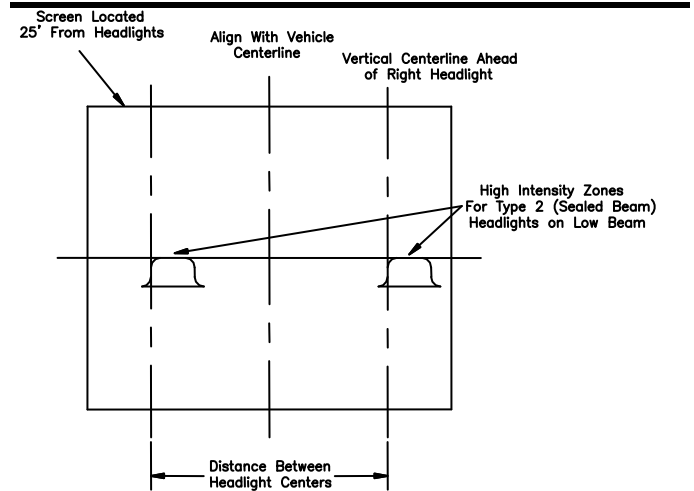 Screen Located
25' From Headlights
Align With Vehicle
Centerline
Vertical Centerline Ahead
of Right Headlight
High Intensity Zones
For Type 2 (Sealed Beam)
Headlights on Low Beam
Distance Between
Headlight Centers